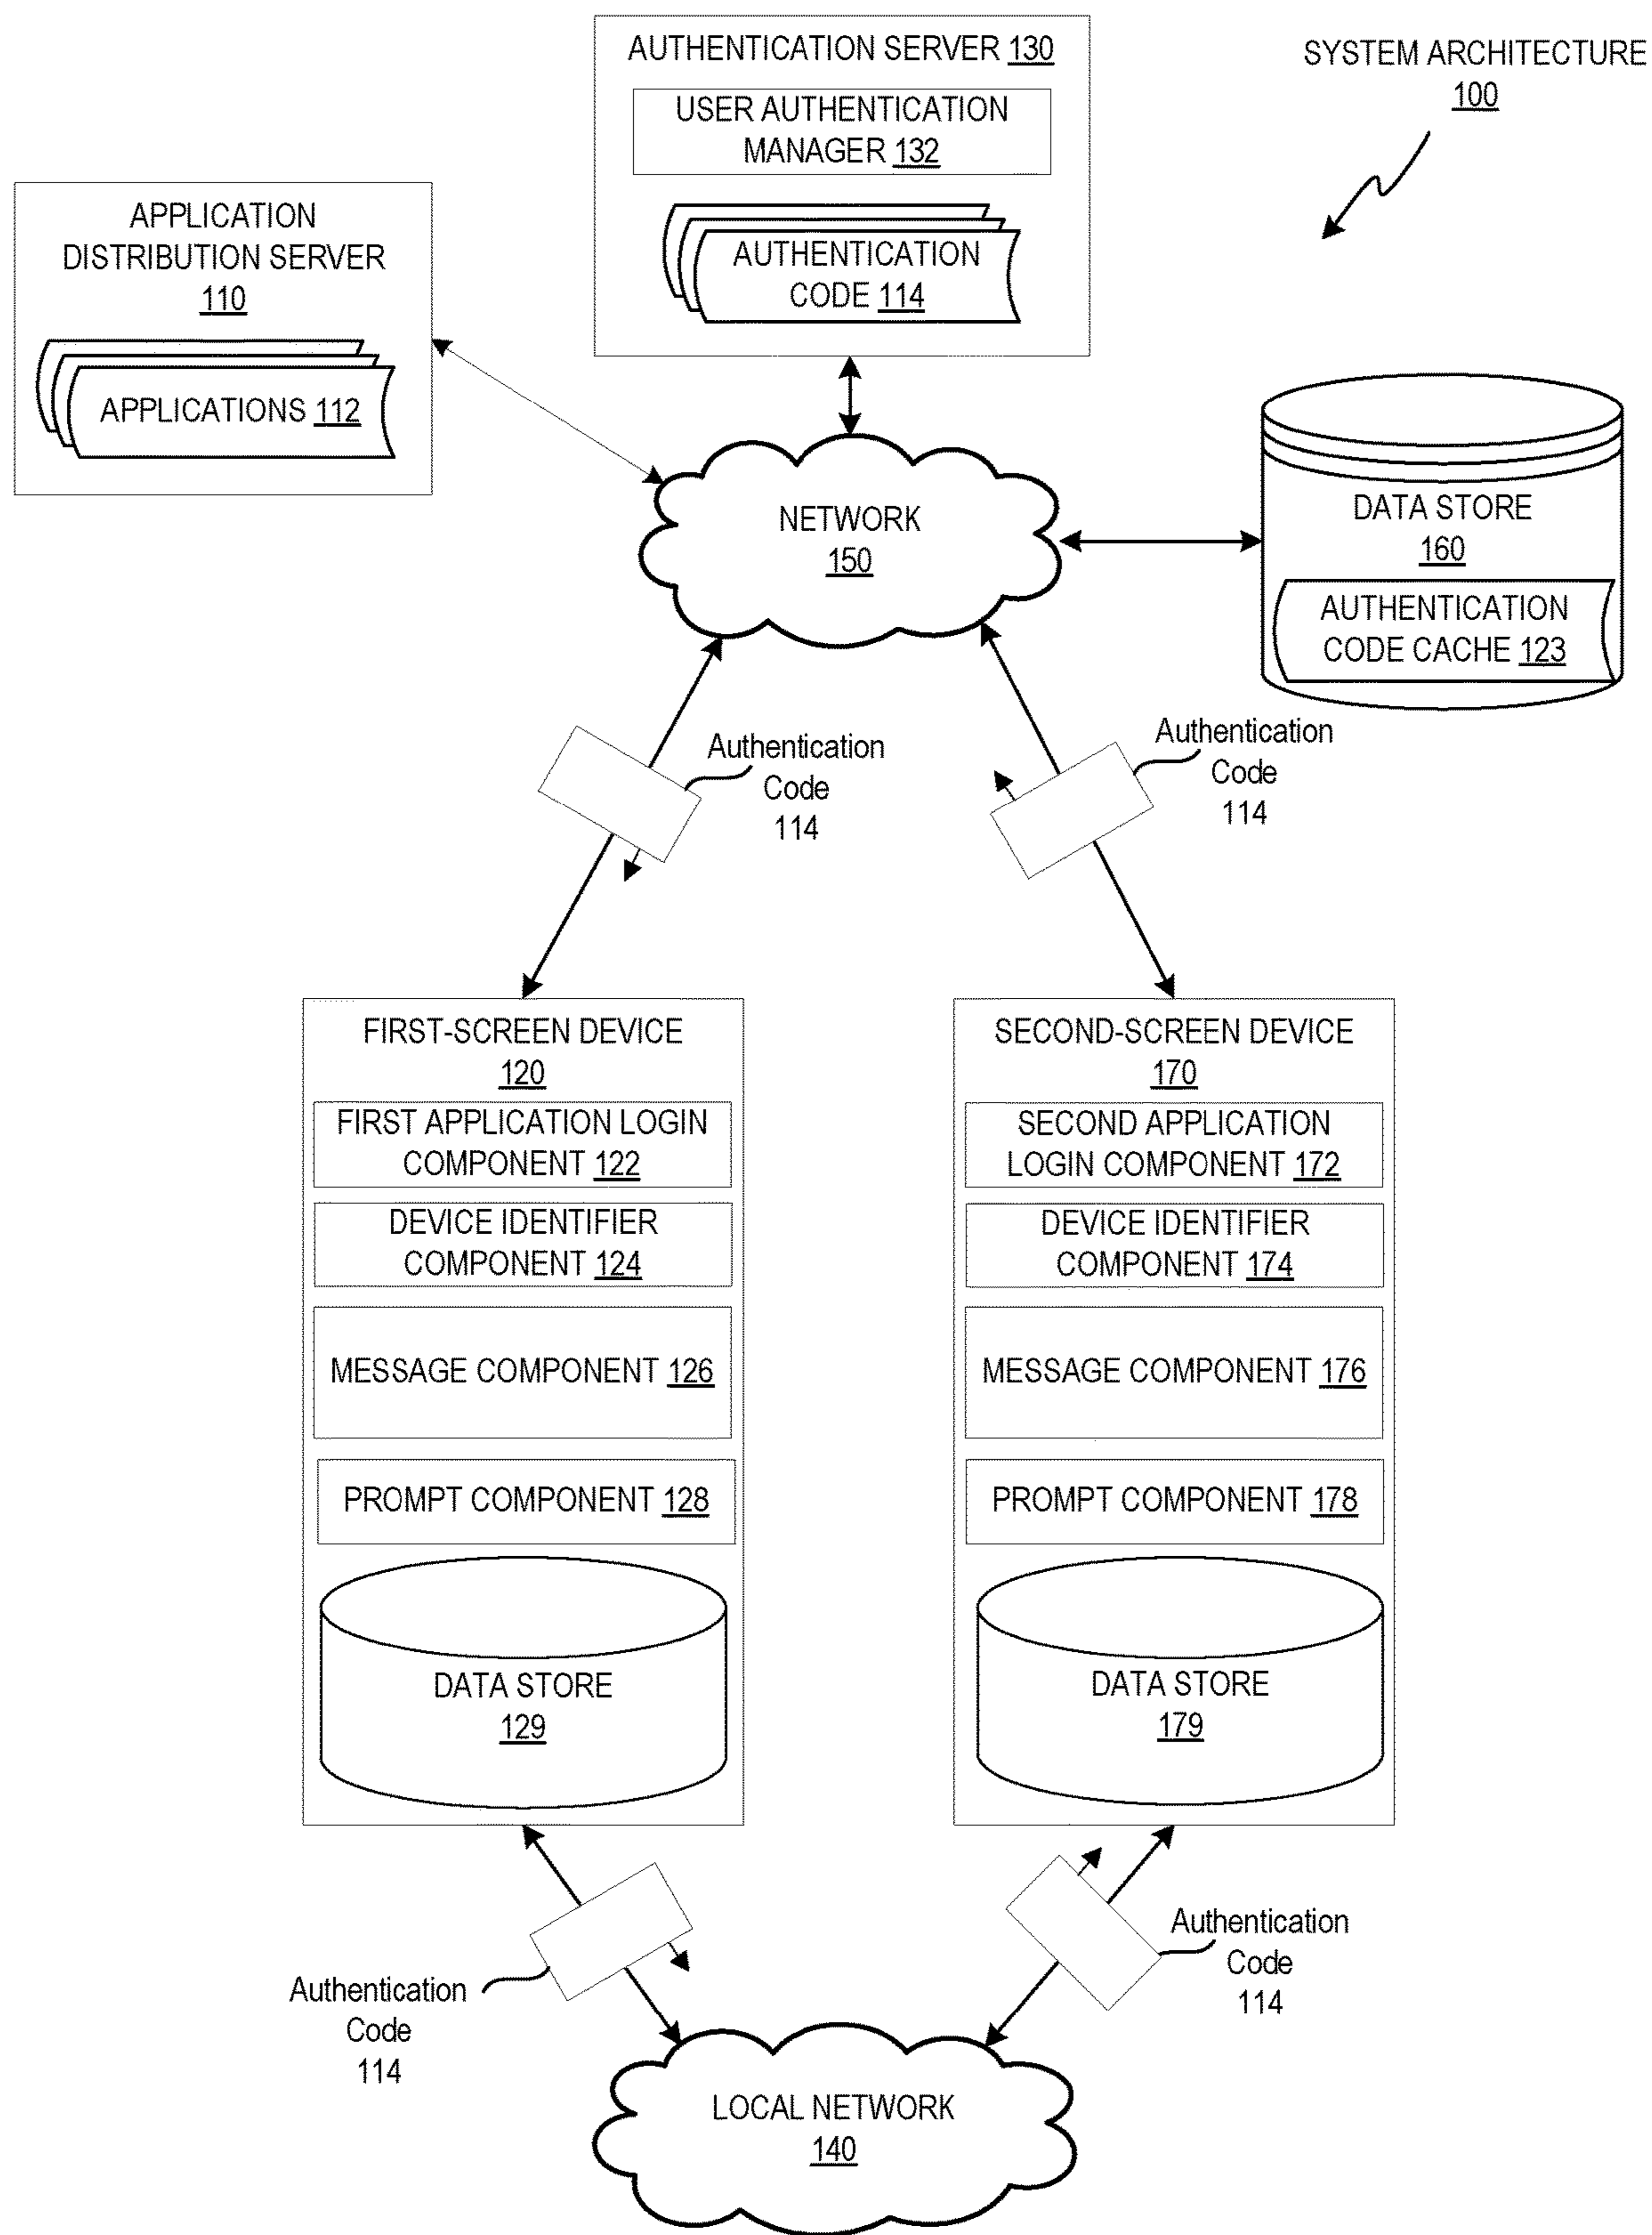 AUTHENTICATION SERVER 130
USER AUTHENTICATION
MANAGER 132
AUTHENTICATION
CODE 114
SYSTEM ARCHITECTURE
100
APPLICATION
DISTRIBUTION SERVER
110
APPLICATIONS 112
NETWORK
150
DATA STORE
160
AUTHENTICATION
CODE CACHE 123
Authentication
Code
114
Authentication
Code
114
FIRST-SCREEN DEVICE
120
FIRST APPLICATION LOGIN
COMPONENT 122
DEVICE IDENTIFIER
COMPONENT 124
MESSAGE COMPONENT 126
PROMPT COMPONENT 128
DATA STORE
129
SECOND-SCREEN DEVICE
170
SECOND APPLICATION
LOGIN COMPONENT 172
DEVICE IDENTIFIER
COMPONENT 174
MESSAGE COMPONENT 176
PROMPT COMPONENT 178
DATA STORE
179
Authentication
Code
114
Authentication
Code
114
LOCAL NETWORK
140